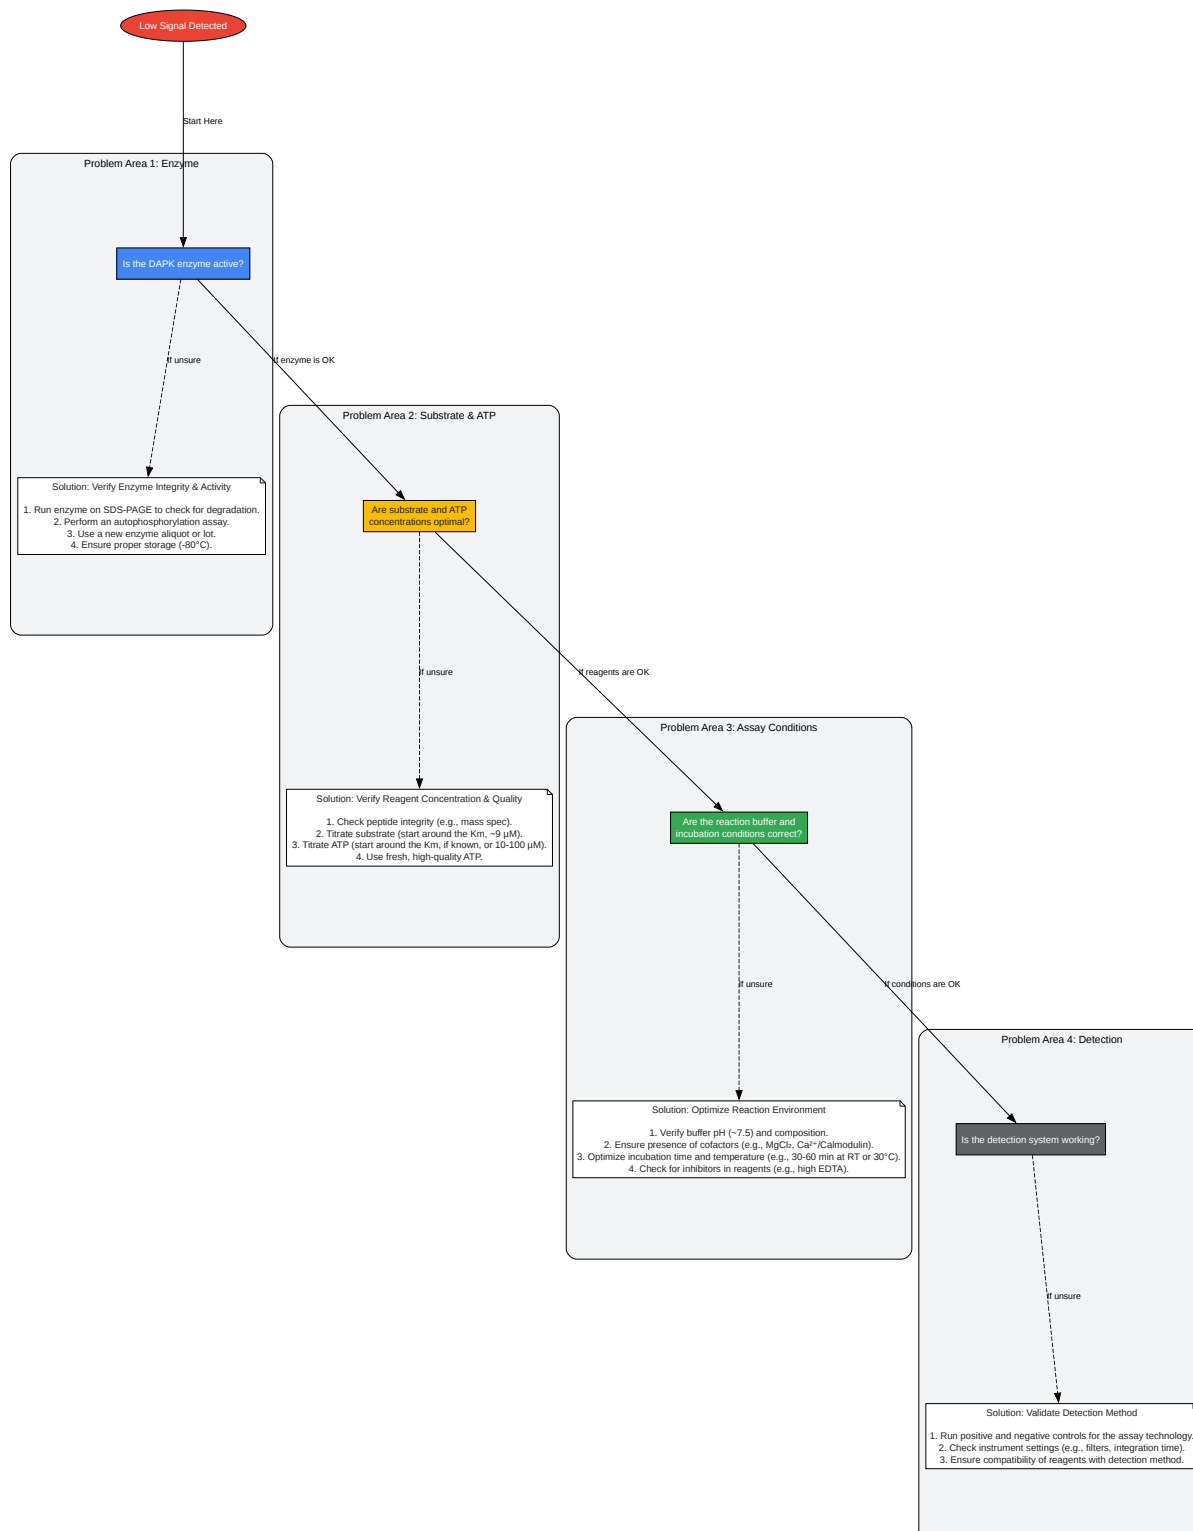 Low Signal Detected
Start Here
Problem Area 1: Enzyme
Is the DAPK enzyme active?
If unsure
If enzyme is OK
Problem Area 2: Substrate & ATP
Solution: Verify Enzyme Integrity & Activity
1. Run enzyme on SDS-PAGE to check for degradation.
2. Perform an autophosphorylation assay.
3. Use a new enzyme aliquot or lot.
4. Ensure proper storage (-80°C).
Are substrate and ATP
concentrations optimal?
If unsure
If reagents are OK
Problem Area 3: Assay Conditions
Solution: Verify Reagent Concentration & Quality
1. Check peptide integrity (e.g., mass spec).
2. Titrate substrate (start around the Km, ~9 µM).
3. Titrate ATP (start around the Km, if known, or 10-100 µM).
4. Use fresh, high-quality ATP.
Are the reaction buffer and
incubation conditions correct?
If unsure
If conditions are OK
Problem Area 4: Detection
Solution: Optimize Reaction Environment
1. Verify buffer pH (~7.5) and composition.
2. Ensure presence of cofactors (e.g., MgCl₂, Ca²⁺/Calmodulin).
3. Optimize incubation time and temperature (e.g., 30-60 min at RT or 30°C).
4. Check for inhibitors in reagents (e.g., high EDTA).
Is the detection system working?
If unsure
Solution: Validate Detection Method
1. Run positive and negative controls for the assay technology.
2. Check instrument settings (e.g., filters, integration time).
3. Ensure compatibility of reagents with detection method.